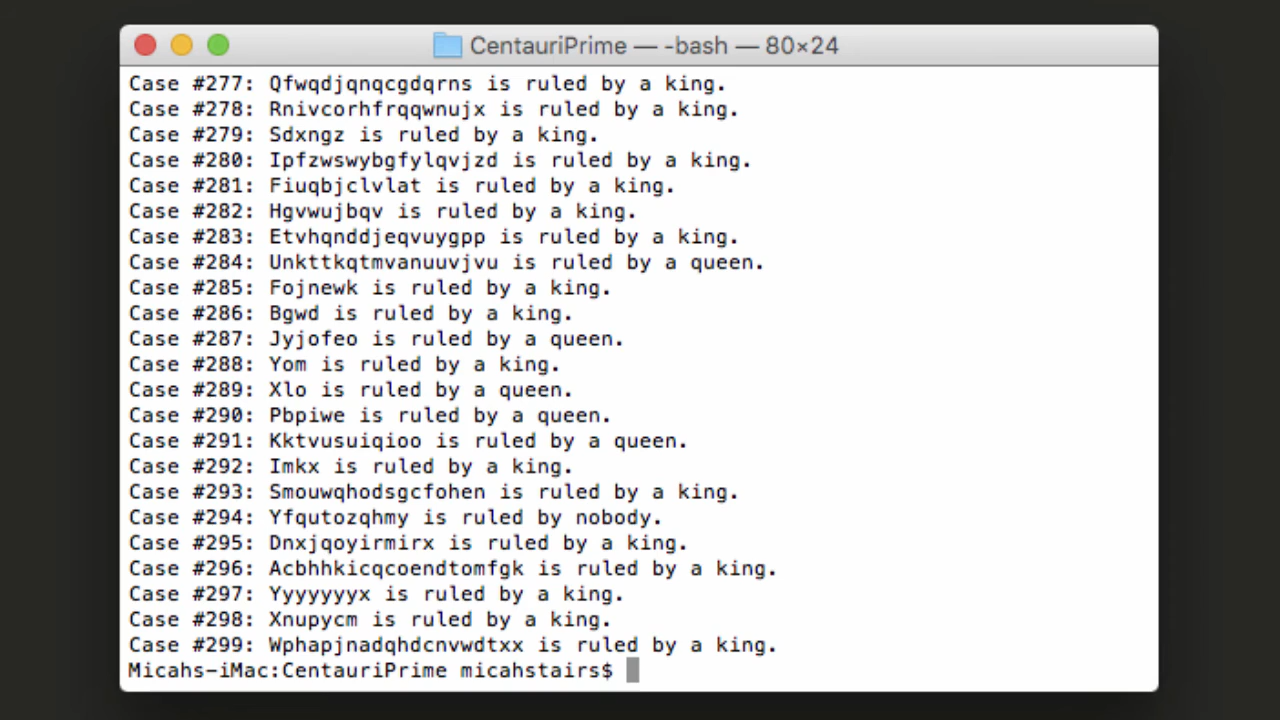 CentauriPrime — -bash — 80×24
Case #277: Qfwqdjqnqcgdqrns is ruled by a king.
Case #278: Rnivcorhfrqqwnujx is ruled by a king.
Case #279: Sdxngz is ruled by a king.
Case #280: Ipfzwswybgfylqvjzd is ruled by a king.
Case #281: Fiuqbjclvlat is ruled by a king.
Case #282: Hgvwujbqv is ruled by a king.
Case #283: Etvhqnddjeqvuygpp is ruled by a king.
Case #284: Unkttkqtmvanuuvjvu is ruled by a queen.
Case #285: Fojnewk is ruled by a king.
Case #286: Bgwd is ruled by a king.
Case #287: Jyjofeo is ruled by a queen.
Case #288: Yom is ruled by a king.
Case #289: Xlo is ruled by a queen.
Case #290: Pbpiwe is ruled by a queen.
Case #291: Kktvusuiqioo is ruled by a queen.
Case #292: Imkx is ruled by a king.
Case #293: Smouwqhodsgcfohen is ruled by a king.
Case #294: Yfqutozqhmy is ruled by nobody.
Case #295: Dnxjqoyirmirx is ruled by a king.
Case #296: Acbhhkicqcoendtomfgk is ruled by a king.
Case #297: Yyyyyyyx is ruled by a king.
Case #298: Xnupycm is ruled by a king.
Case #299: Wphapjnadqhdcnvwdtxx is ruled by a king.
Micahs-iMac:CentauriPrime micahstairs$